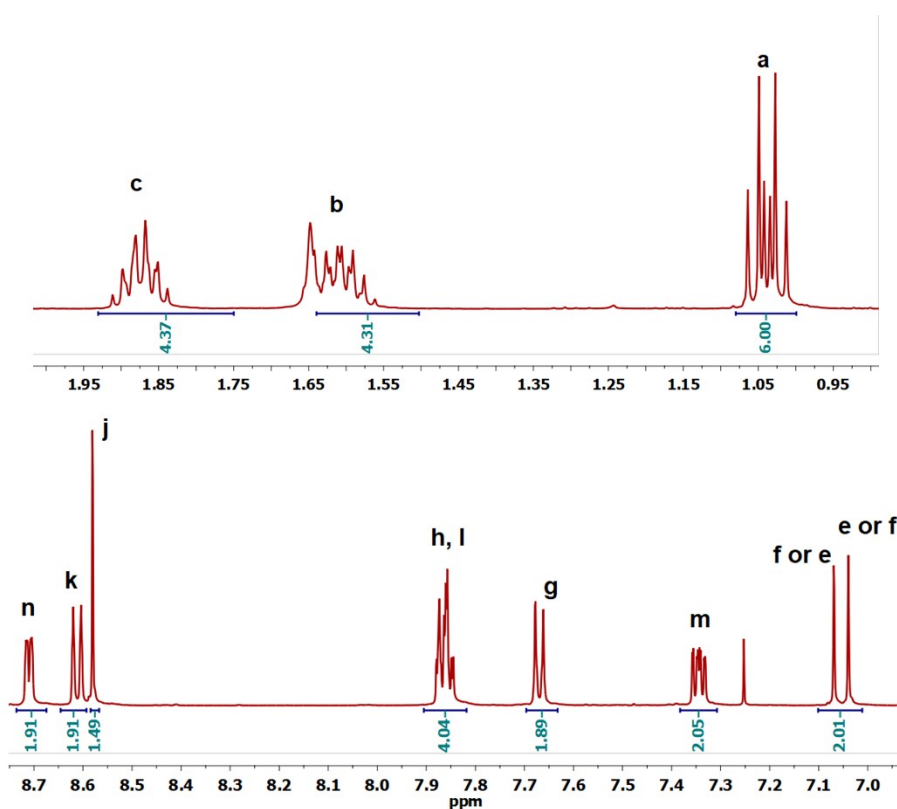 a
c
b
4.37
4.31
6.00
1.95 1.85 1.75 1.65 1.55 1.45 1.35 1.25 1.15 1.05 0.95
j
h, l
e or f
f or e
k
g
n
m
1.91
1.91
1.49
4.04
1.89
2.05
2.01
8.7 8.6 8.5 8.4 8.3 8.2 8.1 8.0 7.9 7.8 7.7 7.6 7.5 7.4 7.3 7.2 7.1 7.0
ppm